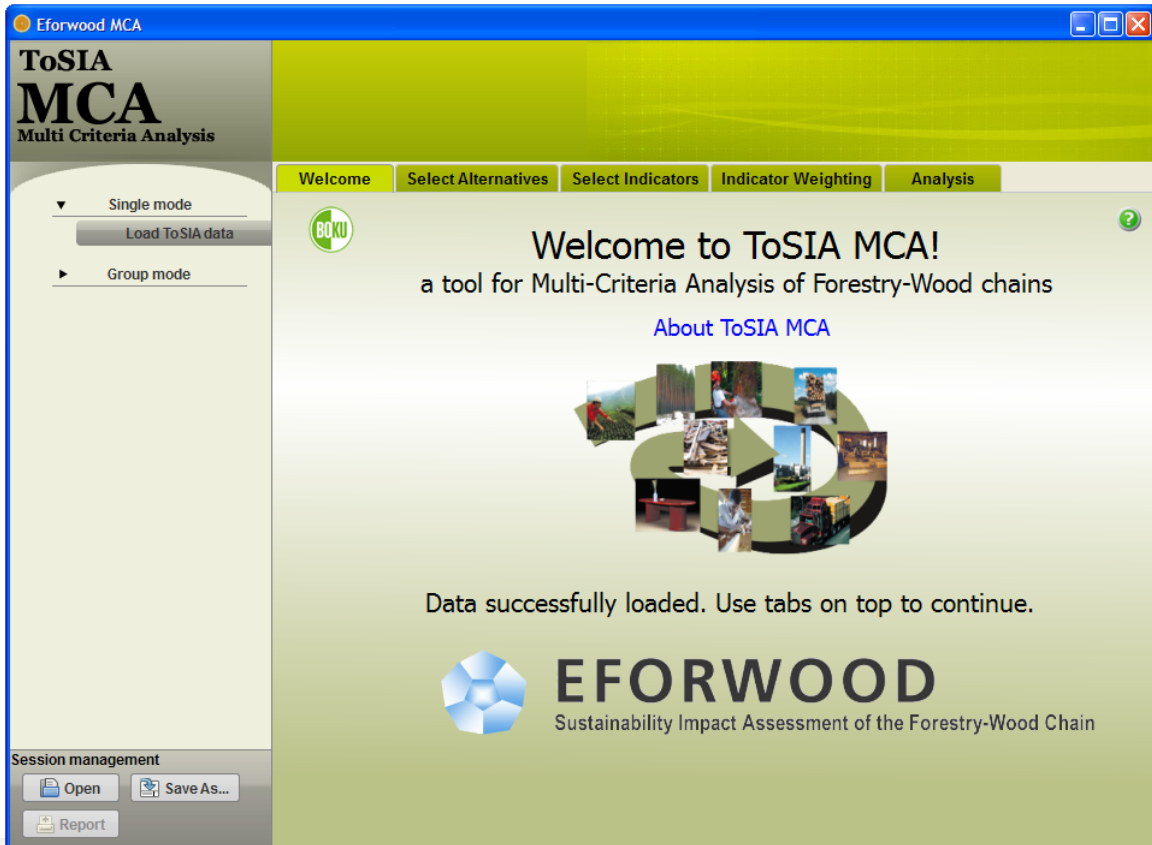 Eforwood MCA
ToSIA
MCA
Multi Criteria Analysis
Welcome
Select Alternatives
Select Indicators
Indicator Weighting
Analysis
Single mode
Load ToSIA data
Group mode
BOKU
?
Welcome to ToSIA MCA!
a tool for Multi-Criteria Analysis of Forestry-Wood chains
About ToSIA MCA
Data successfully loaded. Use tabs on top to continue.
EFORWOOD
Sustainability Impact Assessment of the Forestry-Wood Chain
Session management
Open
Save As...
Report